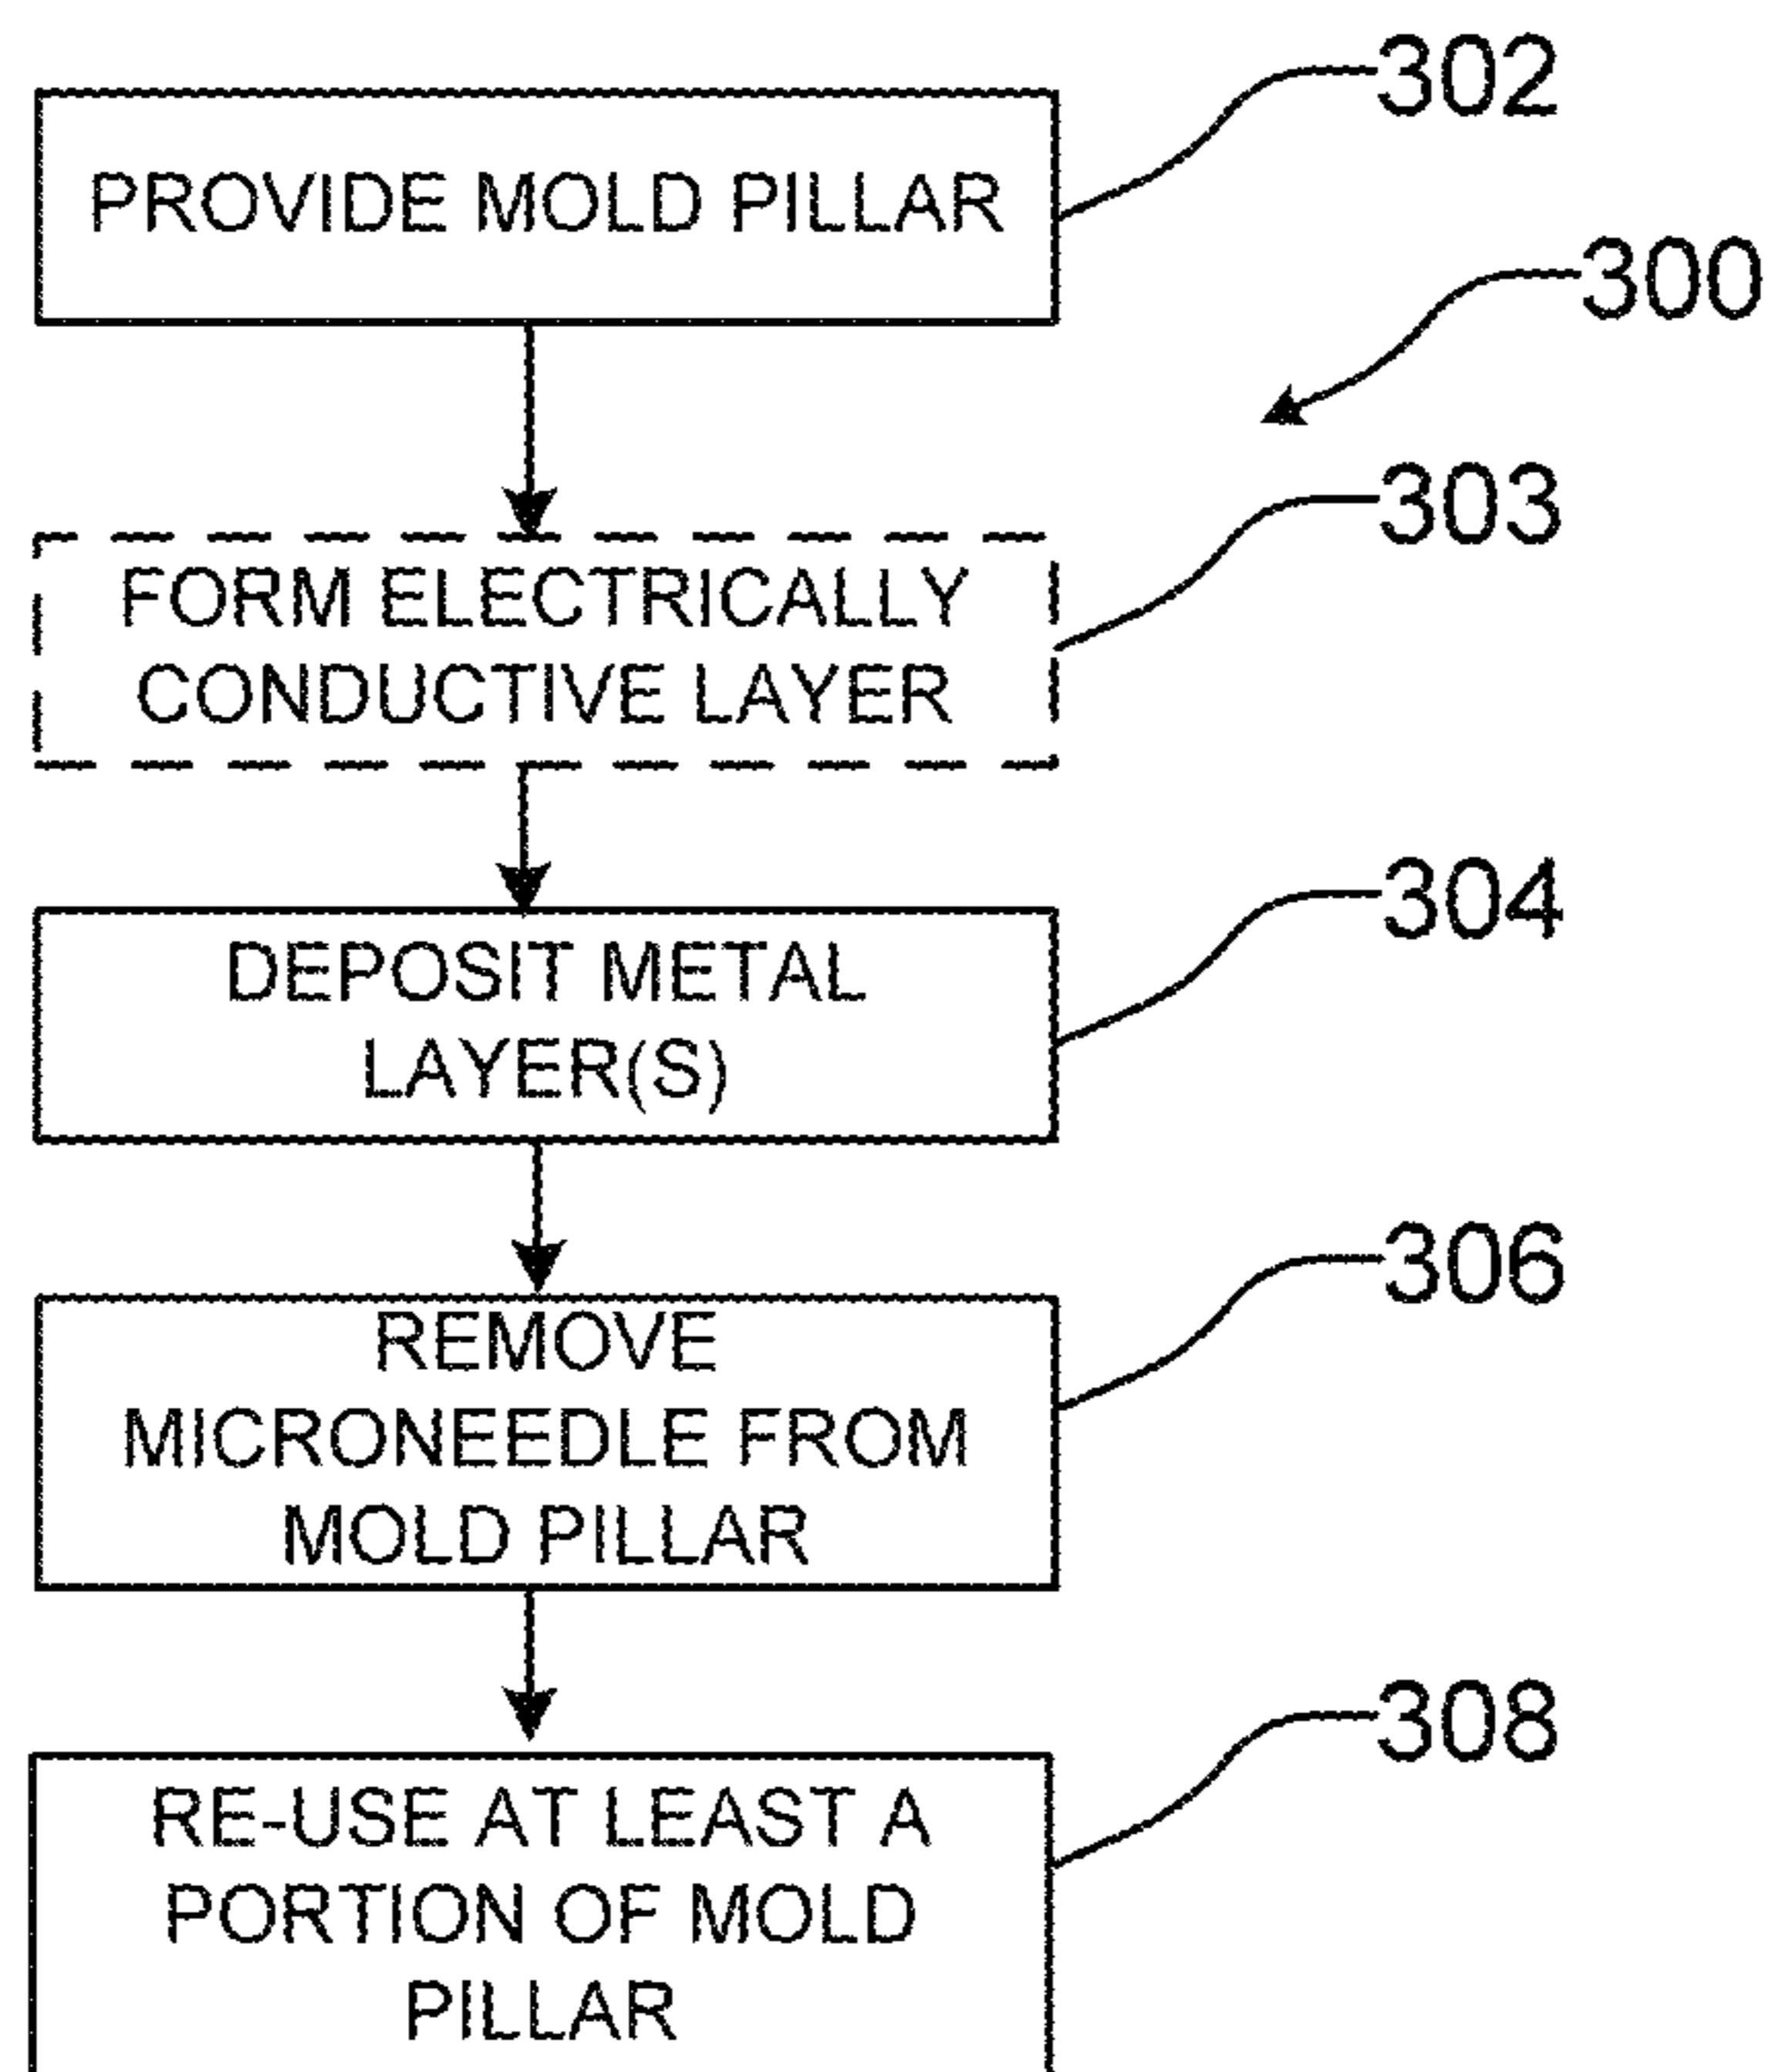 302
PROVIDE MOLD PILLAR
300
303
FORM ELECTRICALLY
CONDUCTIVE LAYER
304
DEPOSIT METAL
LAYER(S)
306
REMOVE
MICRONEEDLE FROM
MOLD PILLAR
308
RE-USE AT LEAST A
PORTION OF MOLD
PILLAR